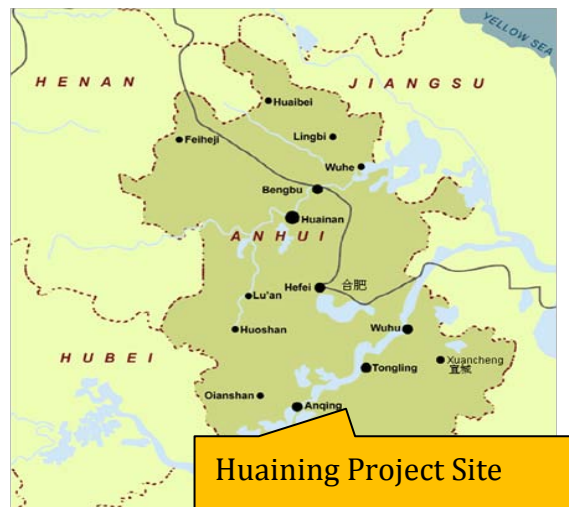 YELLOW SEA
HENAN
JIANGSU
Huaibei
Lingbi
Feiheji
Wuhe
Bengbu
Huainan
ANHUI
Hefei 合肥
Lu'an
Huoshan
Wuhu
HUBEI
Xuancheng
宣城
Tongling
Qianshan
Anqing
Huaining Project Site